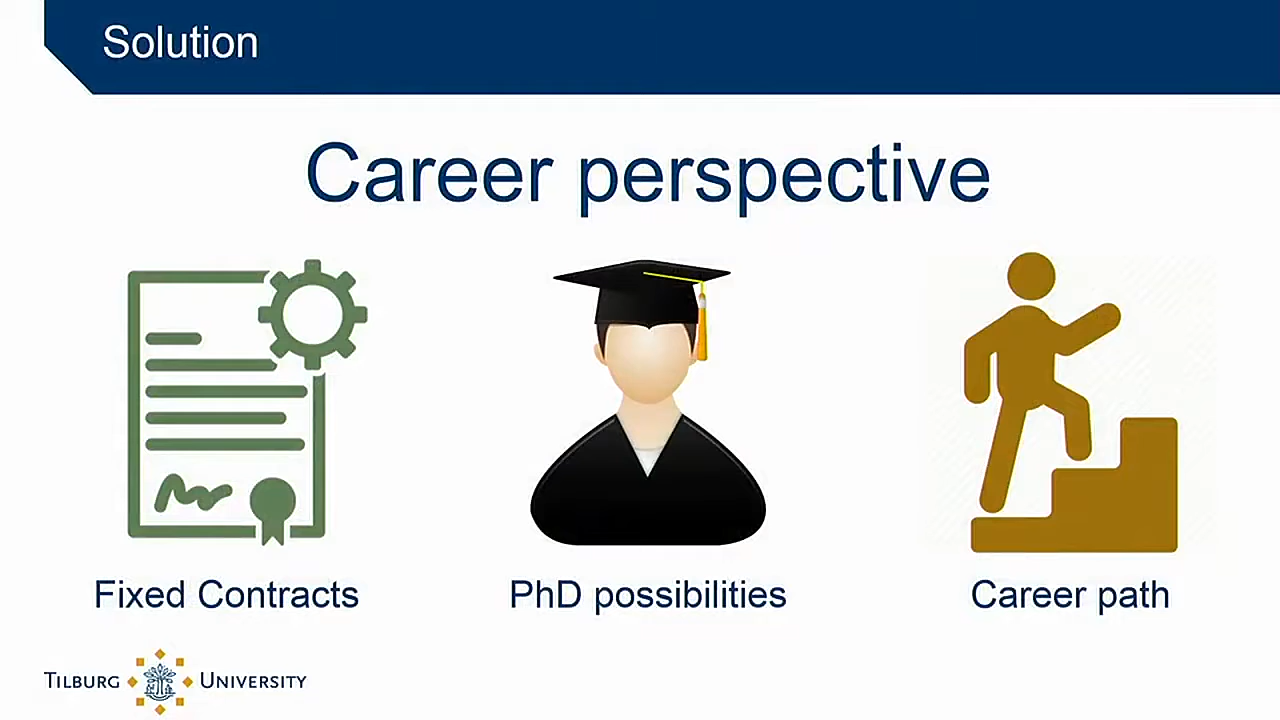 Solution
Career perspective
Fixed Contracts
PhD possibilities
Career path
TILBURG UNIVERSITY